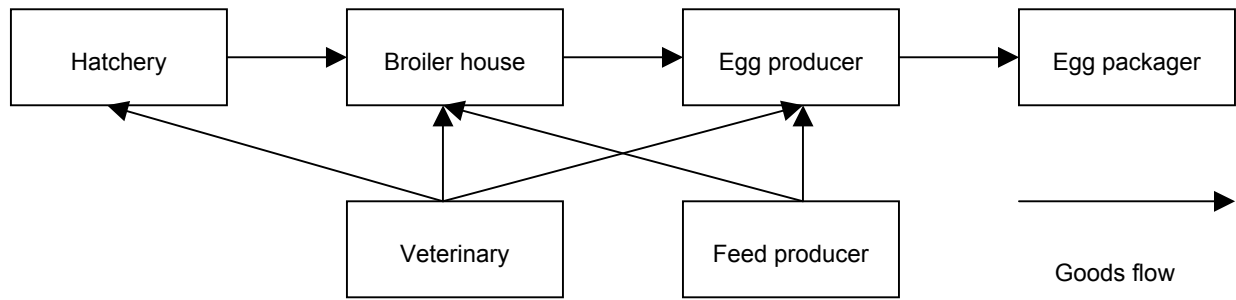 Hatchery
Broiler house
Egg producer
Egg packager
Veterinary
Feed producer
Goods flow